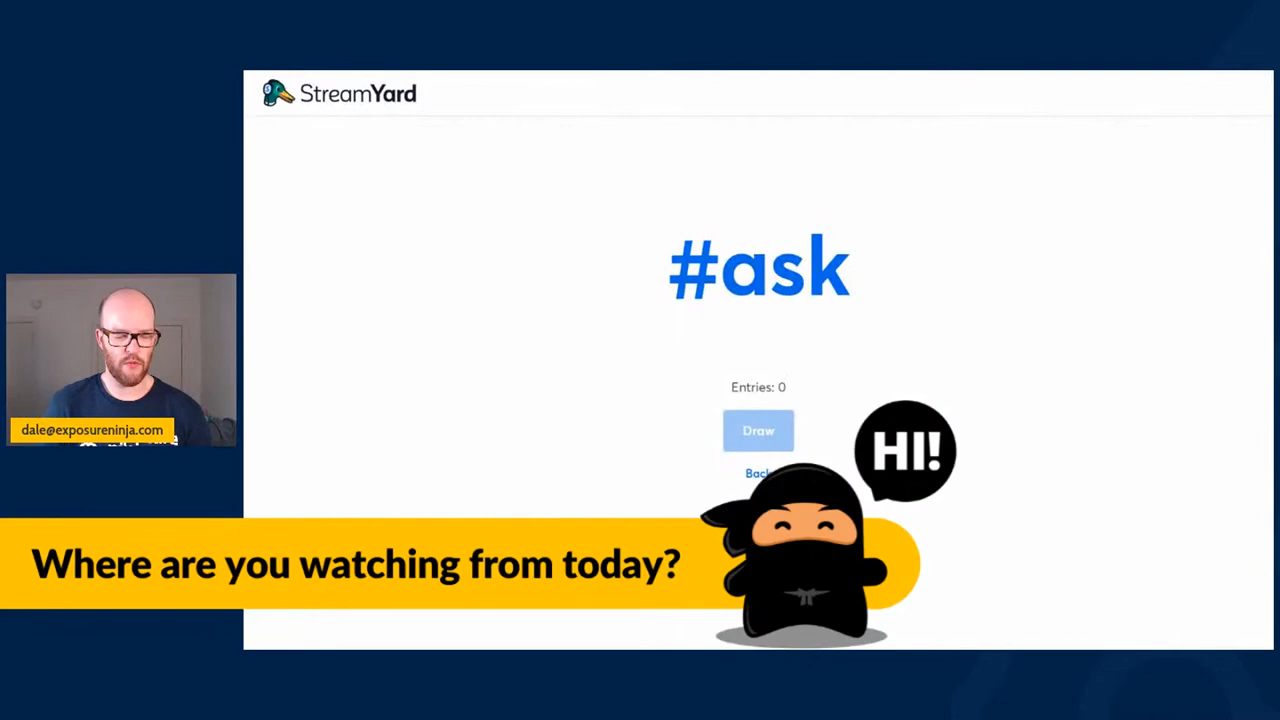 StreamYard
#ask
Entries: 0
Draw
HI!
dale@exposureninja.com
Where are you watching from today?